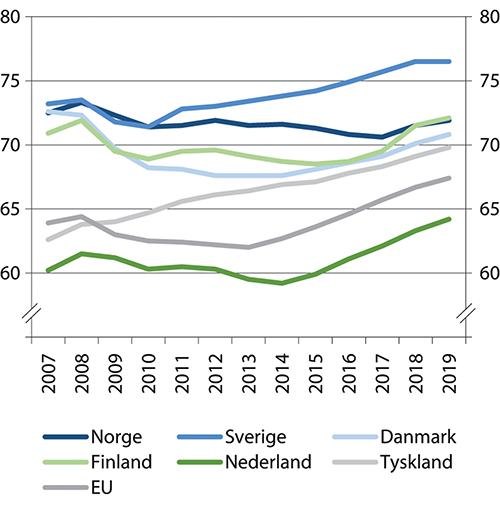 80 80
75 75
70 70
65 65
60 60
2007 2008 2009 2010 2011 2012 2013 2014 2015 2016 2017 2018 2019
Norge Sverige Danmark
Finland Nederland Tyskland
EU